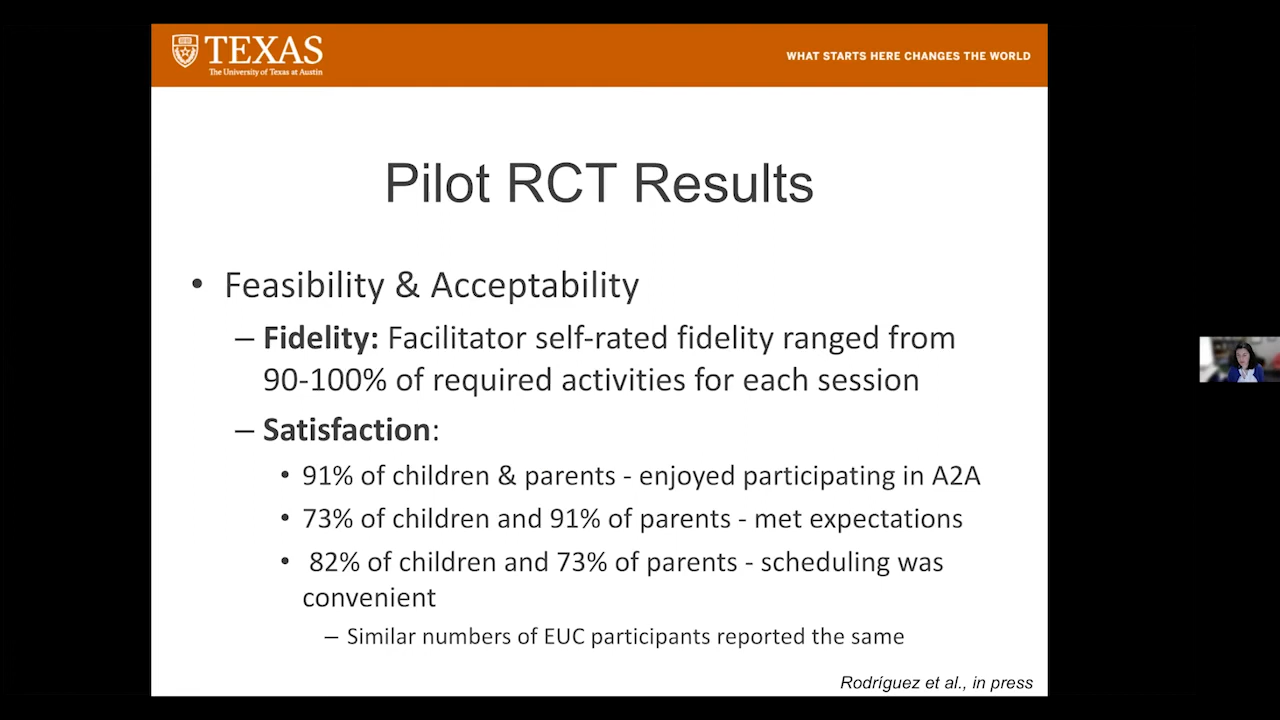 TEXAS
The University of Texas at Austin
WHAT STARTS HERE CHANGES THE WORLD
Pilot RCT Results
• Feasibility & Acceptability
– Fidelity: Facilitator self-rated fidelity ranged from
90-100% of required activities for each session
– Satisfaction:
• 91% of children & parents - enjoyed participating in A2A
• 73% of children and 91% of parents - met expectations
• 82% of children and 73% of parents - scheduling was
convenient
– Similar numbers of EUC participants reported the same
Rodríguez et al., in press